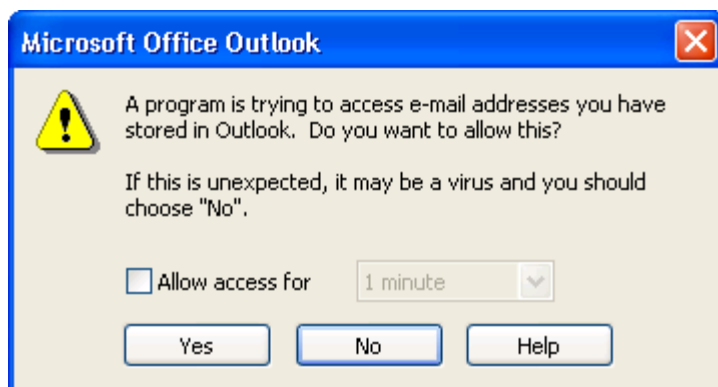 Microsoft Office Outlook
A program is trying to access e-mail addresses you have
stored in Outlook.  Do you want to allow this?
If this is unexpected, it may be a virus and you should
choose "No".
Allow access for 1 minute
Yes No Help